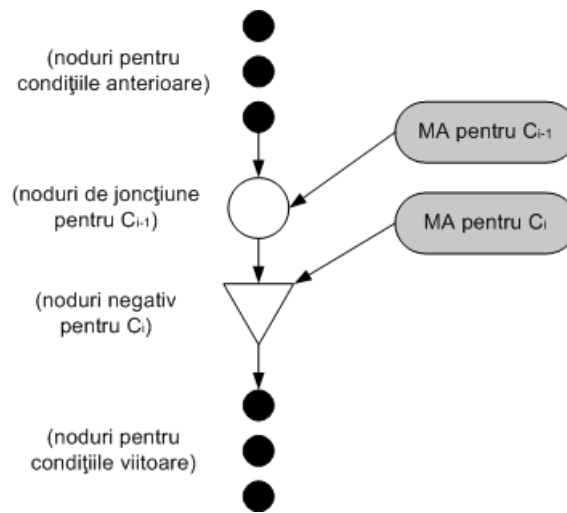 (noduri pentru
condiţiile anterioare)
MA pentru Ci-1
(noduri de joncţiune
pentru Ci-1)
MA pentru Ci
(noduri negativ
pentru Ci)
(noduri pentru
condiţiile viitoare)